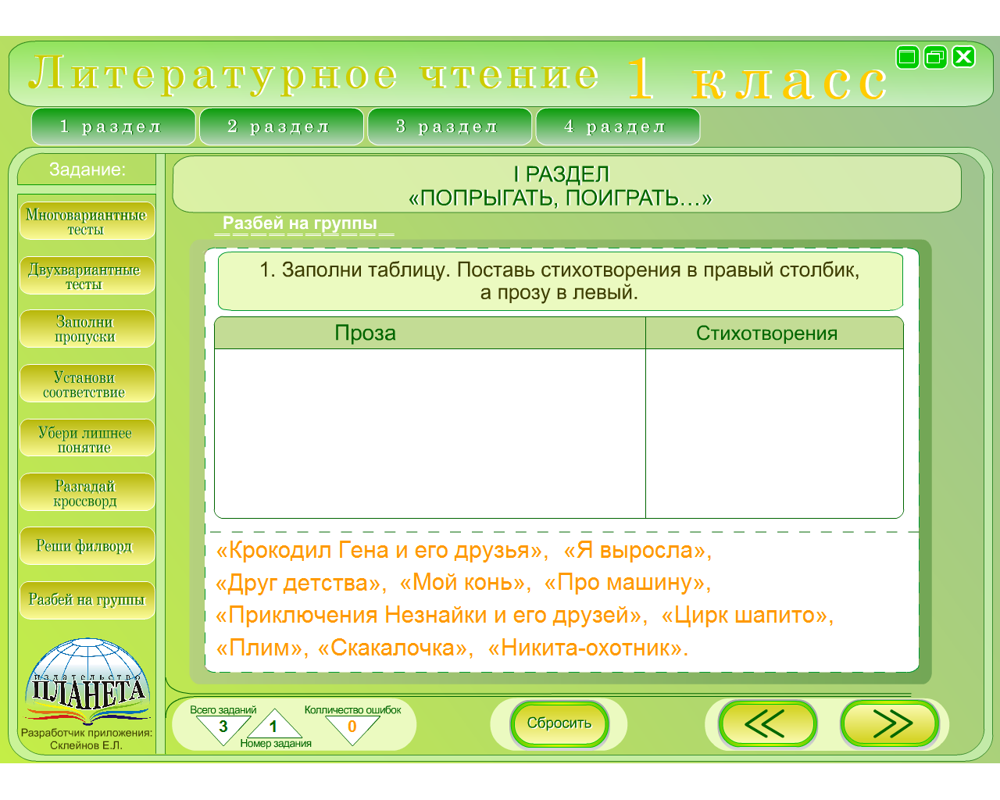 Литературное чтение 1 класс
1 раздел
2 раздел
3 раздел
4 раздел
Задание:
Многовариантные
тесты
Двухвариантные
тесты
Заполни
пропуски
Установи
соответствие
Убери лишнее
понятие
Разгадай
кроссворд
Реши филворд
Разбей на группы
издательство
ПЛАНЕТА
Разработчик приложения:
Склейнов Е.Л.
I РАЗДЕЛ
«ПОПРЫГАТЬ, ПОИГРАТЬ...»
Разбей на группы
1. Заполни таблицу. Поставь стихотворения в правый столбик,
а прозу в левый.
Проза
Стихотворения
«Крокодил Гена и его друзья», «Я выросла»,
«Друг детства», «Мой конь», «Про машину»,
«Приключения Незнайки и его друзей», «Цирк шапито»,
«Плим», «Скакалочка», «Никита-охотник».
Всего заданий
3
1
Номер задания
Колличество ошибок
0
Сбросить